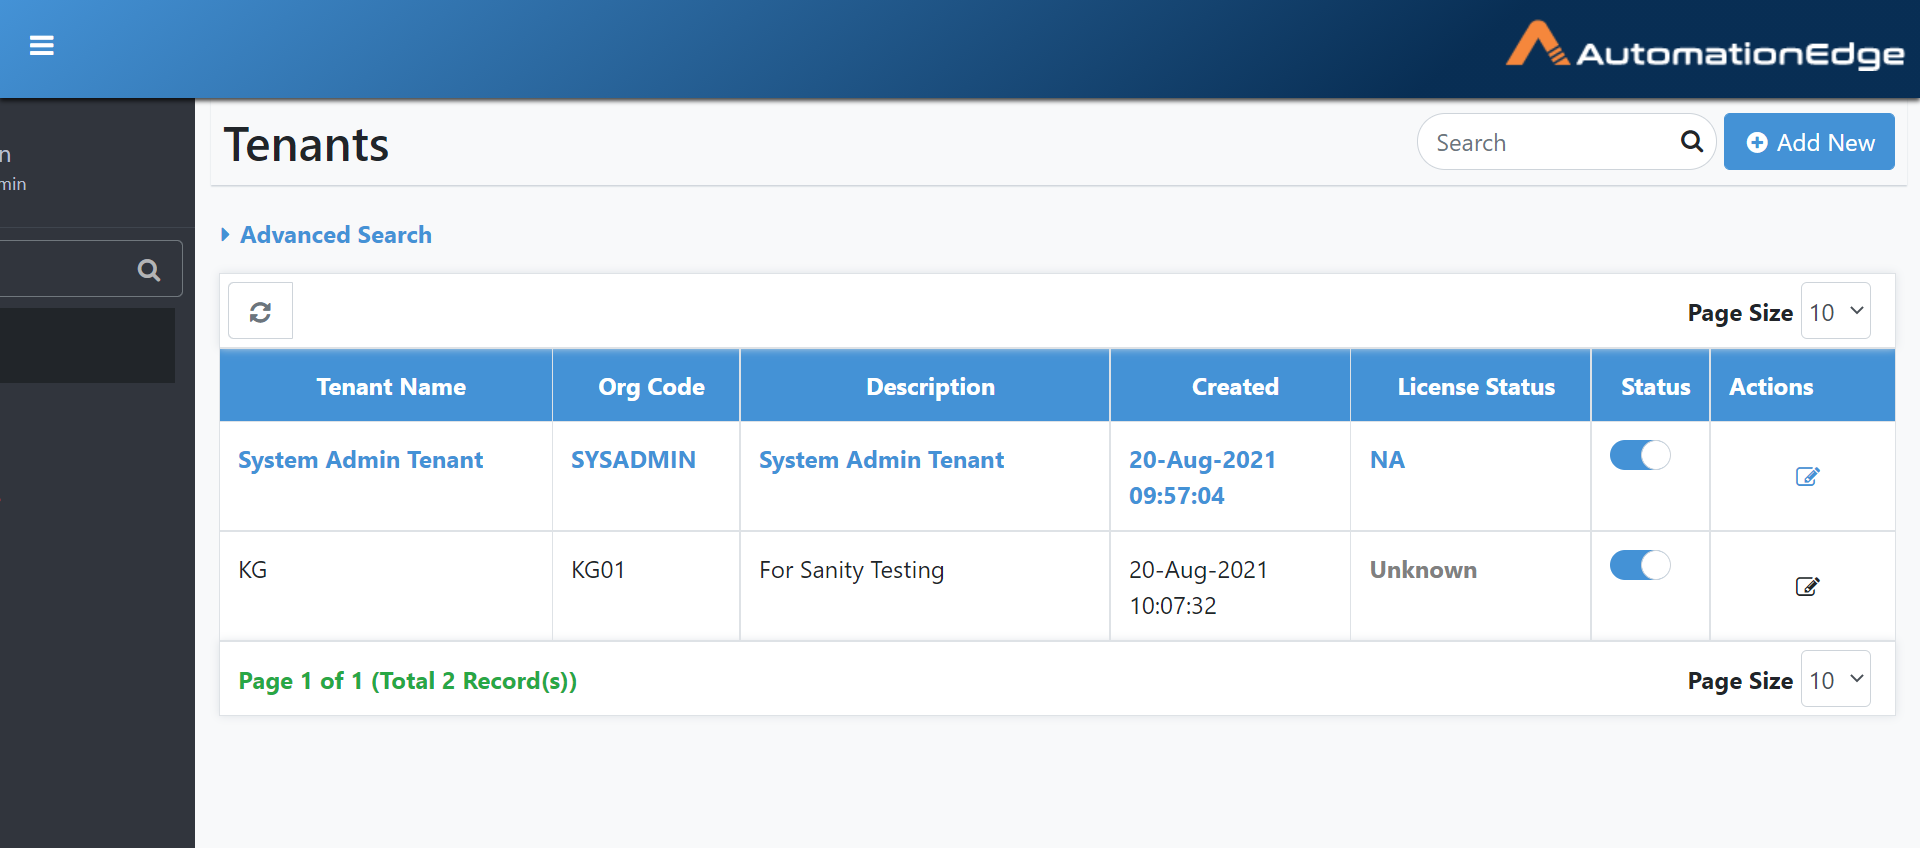 AutomationEdge
n
min
Tenants
Search
Add New
Advanced Search
Page Size 10
Tenant Name Org Code Description Created License Status Status Actions
System Admin Tenant SYSADMIN System Admin Tenant 20-Aug-2021 NA
09:57:04
KG KG01 For Sanity Testing 20-Aug-2021 Unknown
10:07:32
Page 1 of 1 (Total 2 Record(s)) Page Size 10